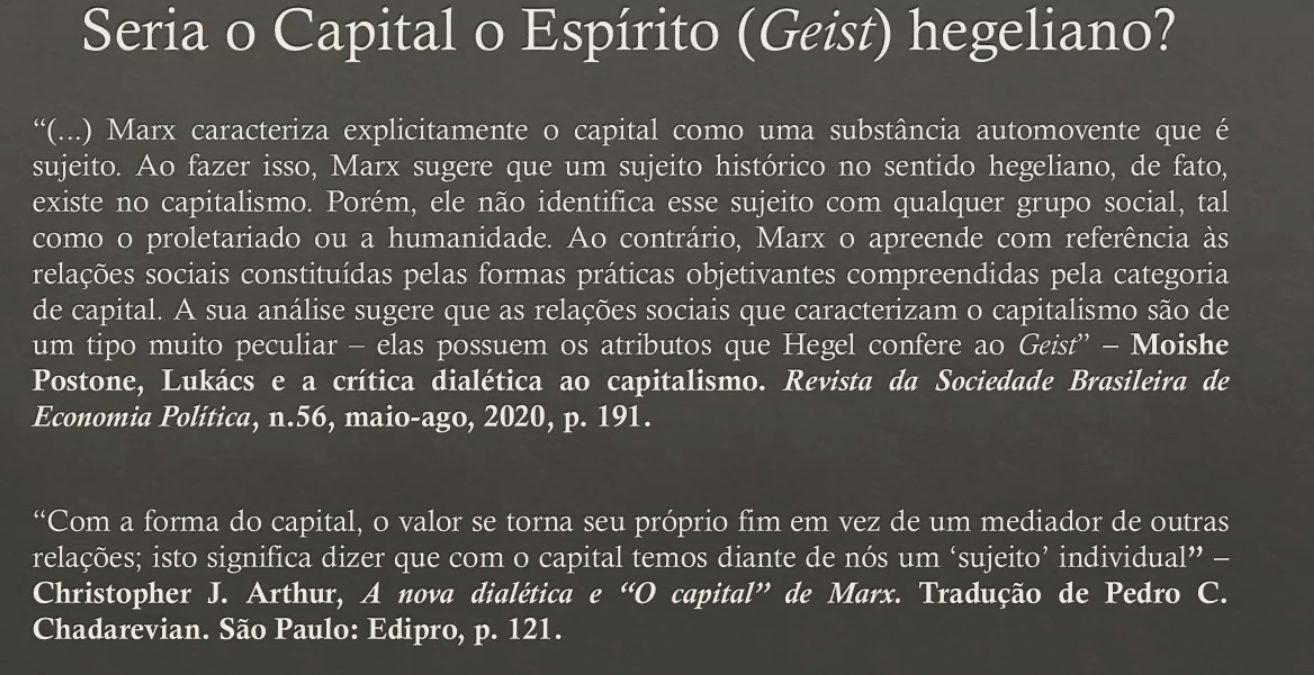 Seria o Capital o Espírito (Geist) hegeliano?
“(...) Marx caracteriza explicitamente o capital como uma substância automovente que é
sujeito. Ao fazer isso, Marx sugere que um sujeito histórico no sentido hegeliano, de fato,
existe no capitalismo. Porém, ele não identifica esse sujeito com qualquer grupo social, tal
como o proletariado ou a humanidade. Ao contrário, Marx o apreende com referência às
relações sociais constituídas pelas formas práticas objetivantes compreendidas pela categoria
de capital. A sua análise sugere que as relações sociais que caracterizam o capitalismo são de
um tipo muito peculiar – elas possuem os atributos que Hegel confere ao Geist” – Moishe
Postone, Lukács e a crítica dialética ao capitalismo. Revista da Sociedade Brasileira de
Economia Política, n.56, maio-ago, 2020, p. 191.
“Com a forma do capital, o valor se torna seu próprio fim em vez de um mediador de outras
relações; isto significa dizer que com o capital temos diante de nós um ‘sujeito’ individual” –
Christopher J. Arthur, A nova dialética e “O capital” de Marx. Tradução de Pedro C.
Chadarevian. São Paulo: Edipro, p. 121.